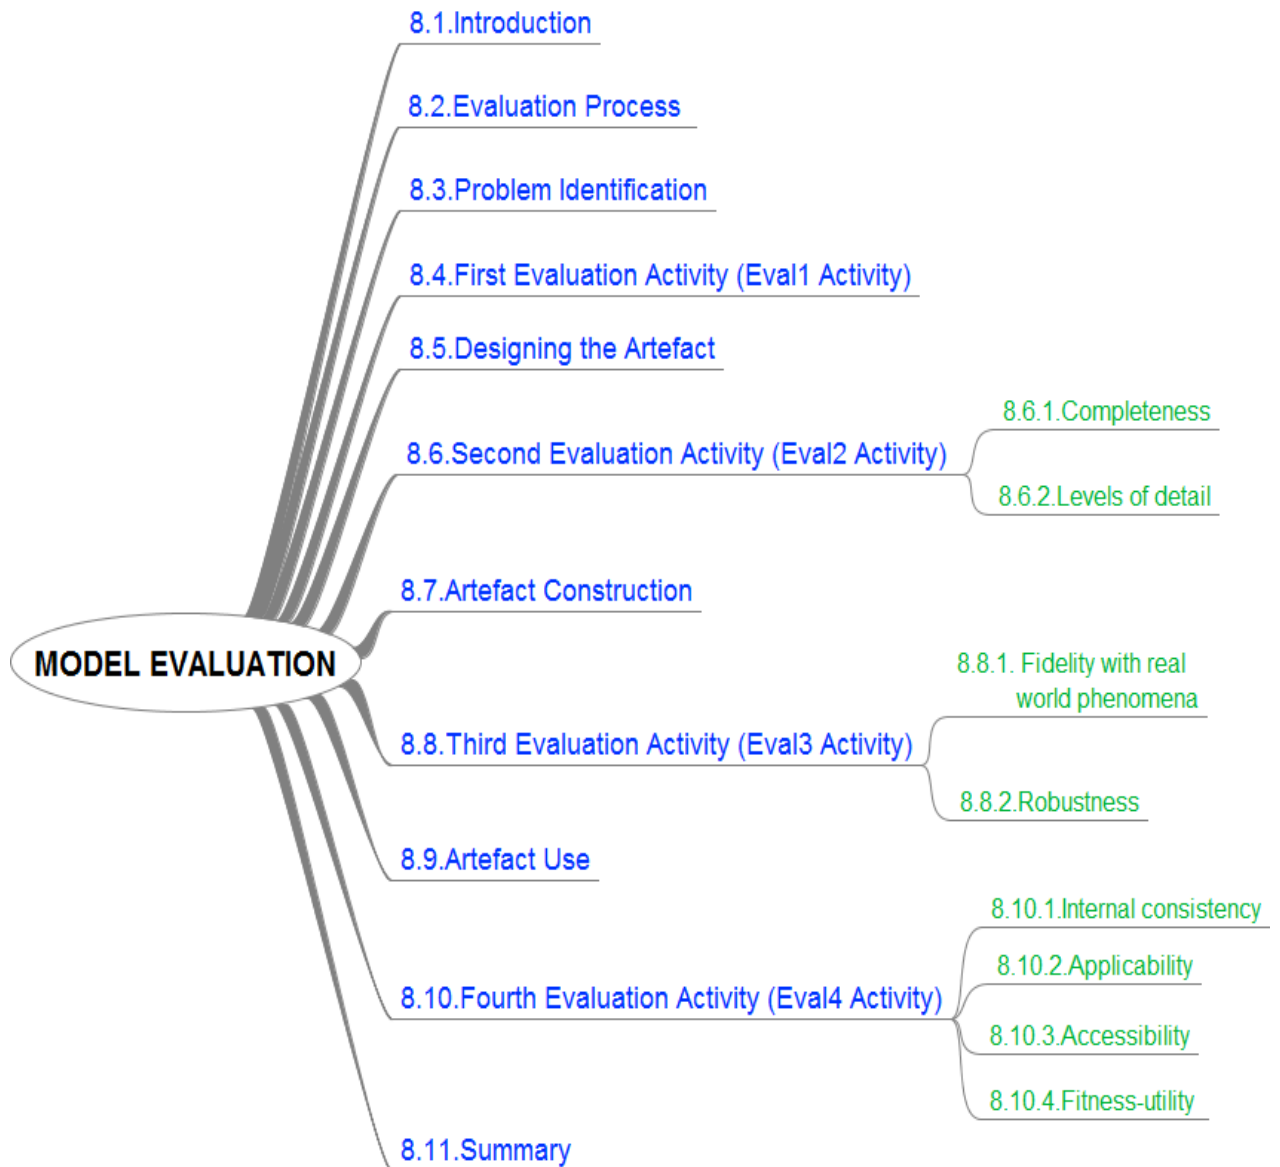 8.1.Introduction
8.2.Evaluation Process
8.3.Problem Identification
8.4.First Evaluation Activity (Eval1 Activity)
8.5.Designing the Artefact
8.6.Second Evaluation Activity (Eval2 Activity)
8.6.1.Completeness
8.6.2.Levels of detail
8.7.Artefact Construction
MODEL EVALUATION
8.8.Third Evaluation Activity (Eval3 Activity)
8.8.1. Fidelity with real
world phenomena
8.8.2.Robustness
8.9.Artefact Use
8.10.Fourth Evaluation Activity (Eval4 Activity)
8.10.1.Internal consistency
8.10.2.Applicability
8.10.3.Accessibility
8.10.4.Fitness-utility
8.11.Summary